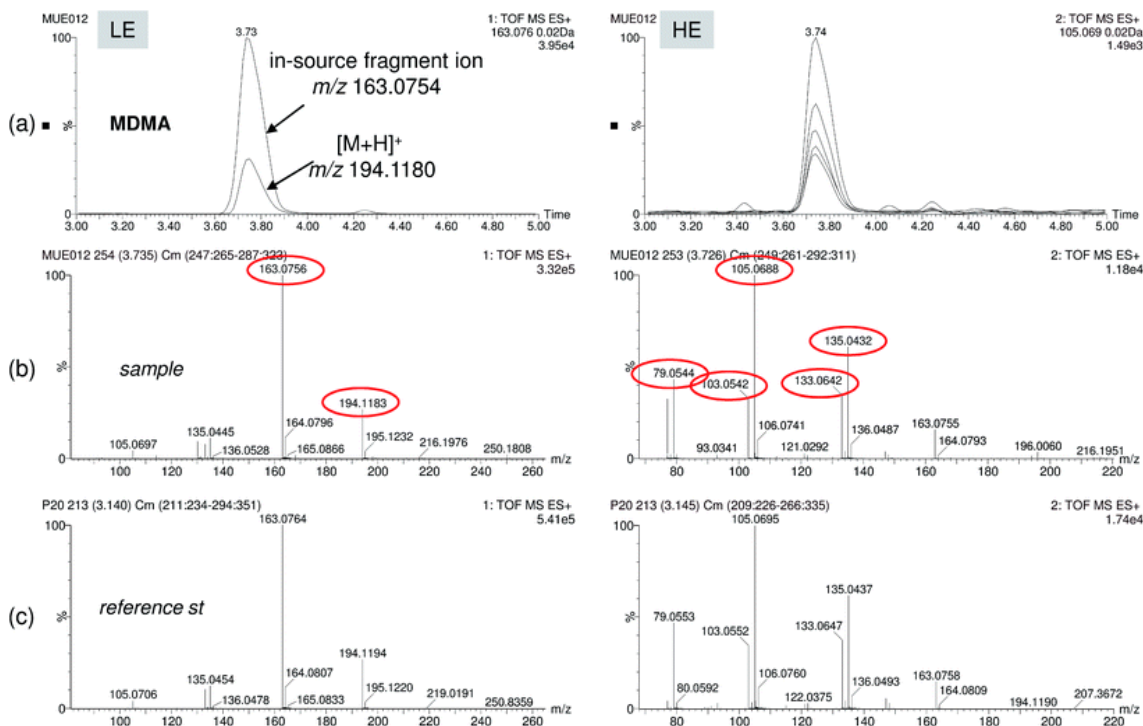 MUE012
LE
1: TOF MS ES+
163.076 0.02Da
3.95e4
100
3.73
in-source fragment ion
m/z 163.0754
(a)
%
MDMA
[M+H]+
m/z 194.1180
0
3.00 3.20 3.40 3.60 3.80 4.00 4.20 4.40 4.60 4.80 5.00
Time
MUE012
HE
2: TOF MS ES+
105.069 0.02Da
1.49e3
100
3.74
%
0
3.00 3.20 3.40 3.60 3.80 4.00 4.20 4.40 4.60 4.80 5.00
Time
MUE012 254 (3.735) Cm (247:265-287:323)
1: TOF MS ES+
3.32e5
100
163.0756
(b)
%
sample
194.1183
105.0697
135.0445
136.0528
164.0796
165.0866
195.1232
216.1976
250.1808
0
100 120 140 160 180 200 220 240 260
m/z
MUE012 253 (3.726) Cm (249:261-292:311)
2: TOF MS ES+
1.18e4
100
105.0688
135.0432
%
79.0544
103.0542
133.0642
106.0741
93.0341
121.0292
136.0487
163.0755
164.0793
196.0060
216.1951
0
80 100 120 140 160 180 200 220
m/z
P20 213 (3.140) Cm (211:234-294:351)
1: TOF MS ES+
5.41e5
100
163.0764
(c)
%
reference st
194.1194
105.0706
135.0454
136.0478
164.0807
165.0833
195.1220
219.0191
250.8359
0
100 120 140 160 180 200 220 240 260
m/z
P20 213 (3.145) Cm (209:226-266:335)
2: TOF MS ES+
1.74e4
100
105.0695
135.0437
%
79.0553
103.0552
133.0647
80.0592
106.0760
122.0375
136.0493
163.0758
164.0809
194.1190
207.3672
0
80 100 120 140 160 180 200 220
m/z